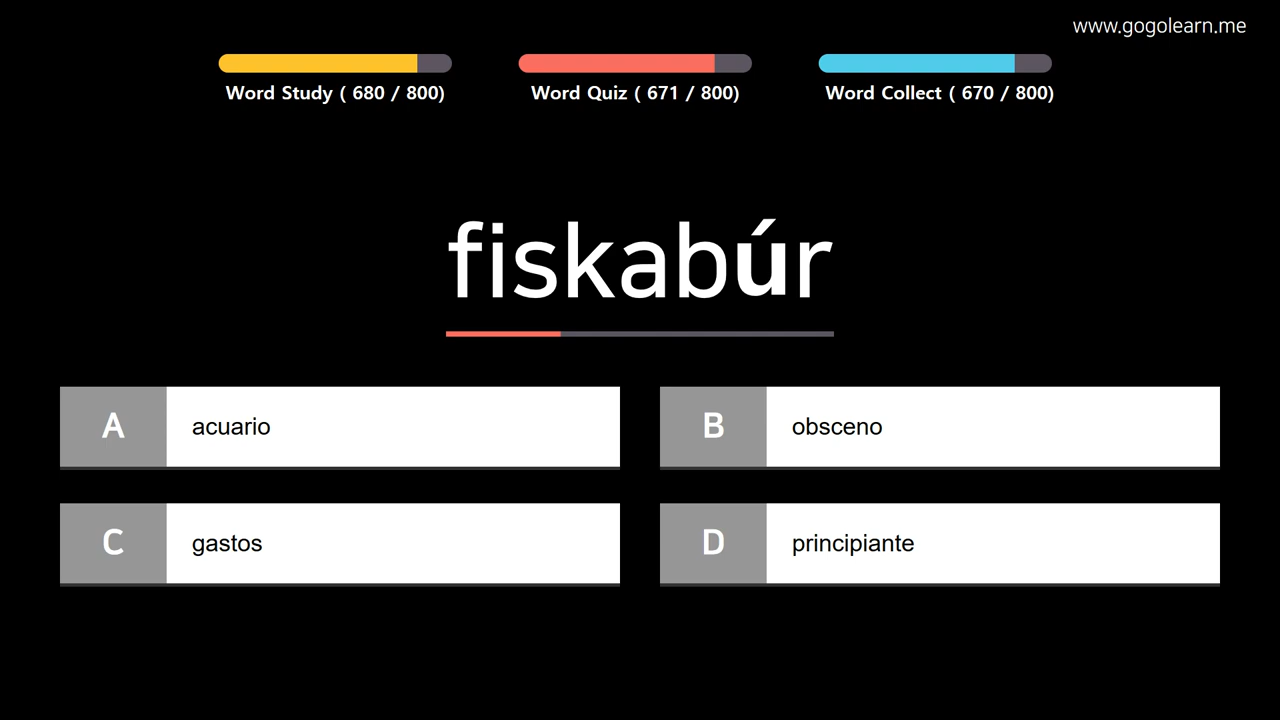 www.gogolearn.me
Word Study ( 680 / 800)
Word Quiz ( 671 / 800)
Word Collect ( 670 / 800)
fiskabúr
A acuario
B obsceno
C gastos
D principiante